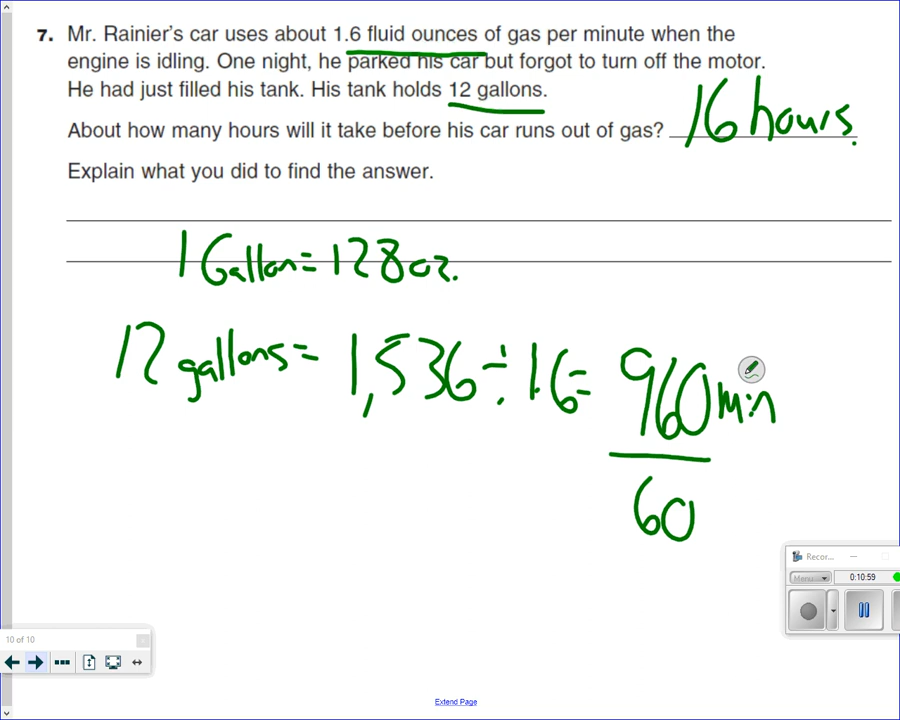 7. Mr. Rainier's car uses about 1.6 fluid ounces of gas per minute when the
engine is idling. One night, he parked his car but forgot to turn off the motor.
He had just filled his tank. His tank holds 12 gallons.
About how many hours will it take before his car runs out of gas? 16 hours.
Explain what you did to find the answer.
1 Gallon = 128 oz.
12 gallons = 1,536 ÷ 1.6 = 960 min
60
Recor...
Menu
0:10:59
10 of 10
Extend Page